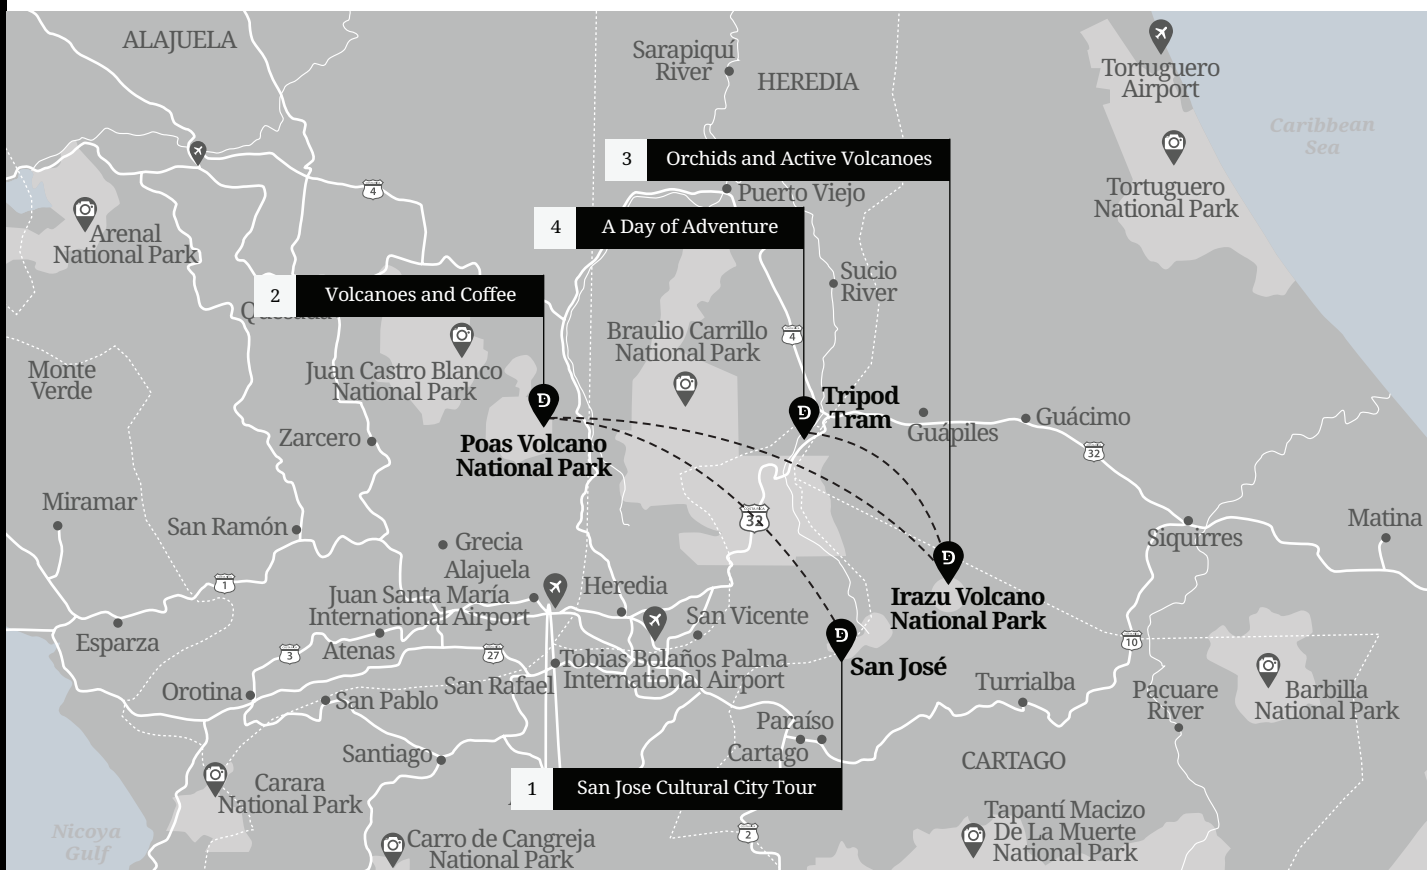 ALAJUELA
Sarapiquí
River
HEREDIA
Tortuguero
Airport
Caribbean
Sea
3
Orchids and Active Volcanoes
4
Puerto Viejo
Tortuguero
National Park
Arenal
National Park
4
A Day of Adventure
Sucio
River
2
Volcanoes and Coffee
Braulio Carrillo
National Park
4
Monte
Verde
Juan Castro Blanco
National Park
D
D
Tripod
Tram
Guápiles
Guácimo
32
Zarcero
Poas Volcano
National Park
Miramar
San Ramón
32
Siquirres
Matina
Grecia
Alajuela
D
1
Juan Santa María
International Airport
Heredia
Irazu Volcano
National Park
San Vicente
Esparza
3
Atenas
27
D
10
Tobias Bolaños Palma
International Airport
San José
San Rafael
Orotina
San Pablo
Turrialba
Pacuare
River
Barbilla
National Park
Paraíso
Cartago
Santiago
CARTAGO
1
San Jose Cultural City Tour
Carara
National Park
Tapantí Macizo
De La Muerte
National Park
Nicoya
Gulf
Carro de Cangreja
National Park
2